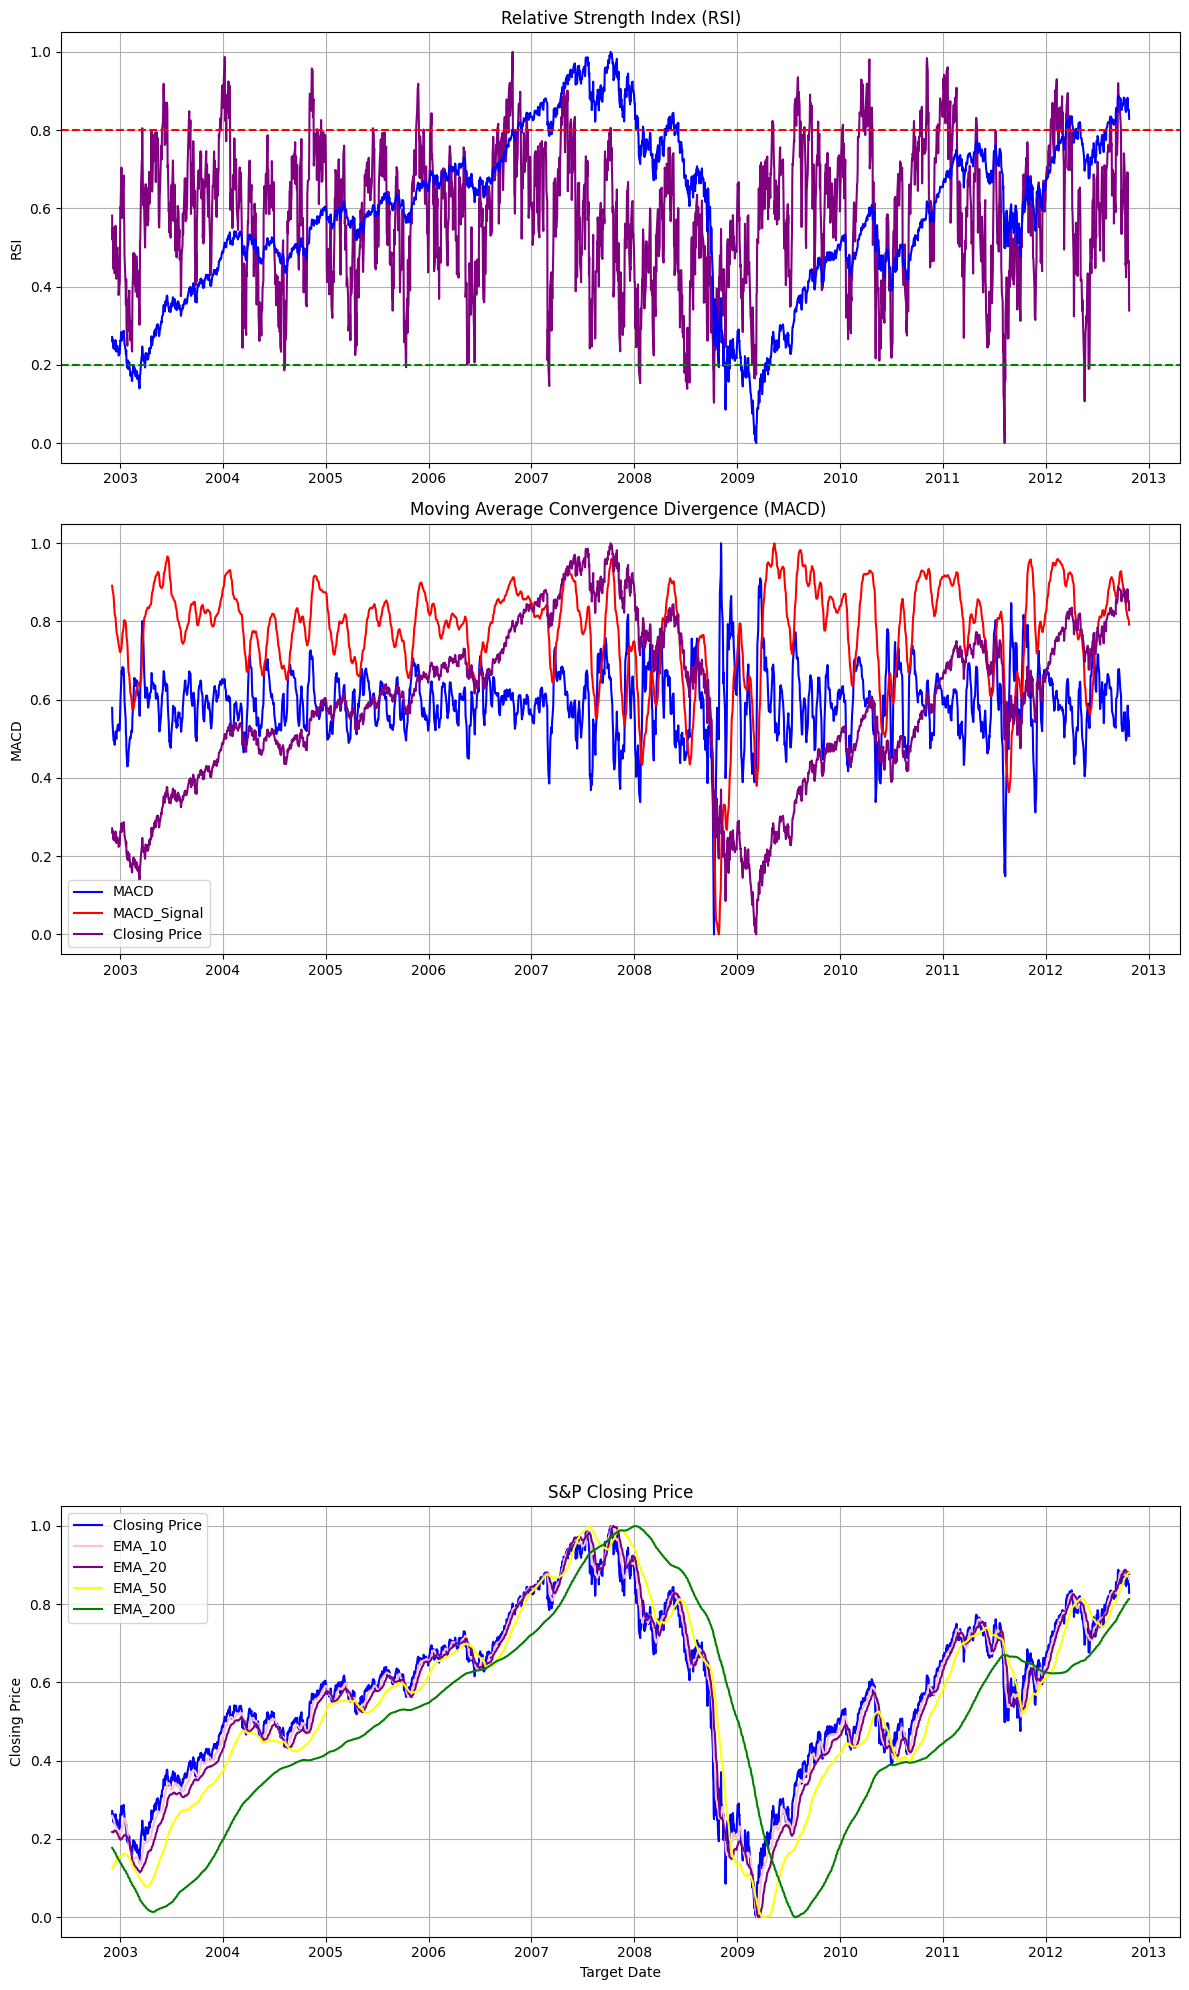 Relative Strength Index (RSI)
1.0
0.8
0.6
0.4
0.2
0.0
RSI
2003 2004 2005 2006 2007 2008 2009 2010 2011 2012 2013
Moving Average Convergence Divergence (MACD)
1.0
0.8
0.6
0.4
0.2
0.0
MACD
MACD
MACD_Signal
Closing Price
2003 2004 2005 2006 2007 2008 2009 2010 2011 2012 2013
S&P Closing Price
1.0
0.8
0.6
0.4
0.2
0.0
Closing Price
Closing Price
EMA_10
EMA_20
EMA_50
EMA_200
2003 2004 2005 2006 2007 2008 2009 2010 2011 2012 2013
Target Date